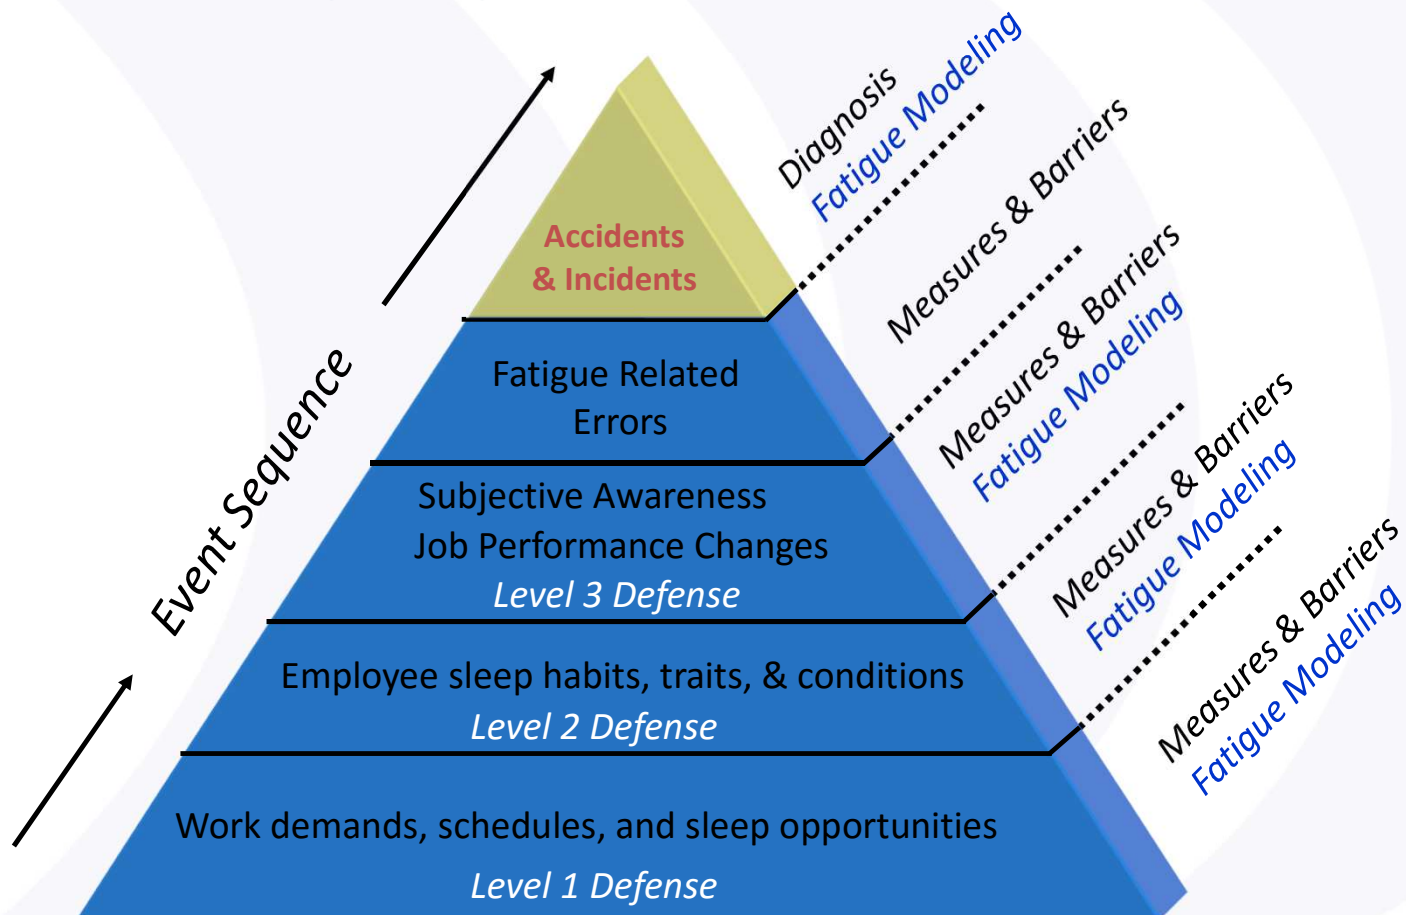 Diagnosis
Fatigue Modeling
Measures & Barriers
Measures & Barriers
Fatigue Modeling
Measures & Barriers
Fatigue Modeling
Measures & Barriers
Fatigue Modeling
Event Sequence
Accidents
& Incidents
Fatigue Related
Errors
Subjective Awareness
Job Performance Changes
Level 3 Defense
Employee sleep habits, traits, & conditions
Level 2 Defense
Work demands, schedules, and sleep opportunities
Level 1 Defense